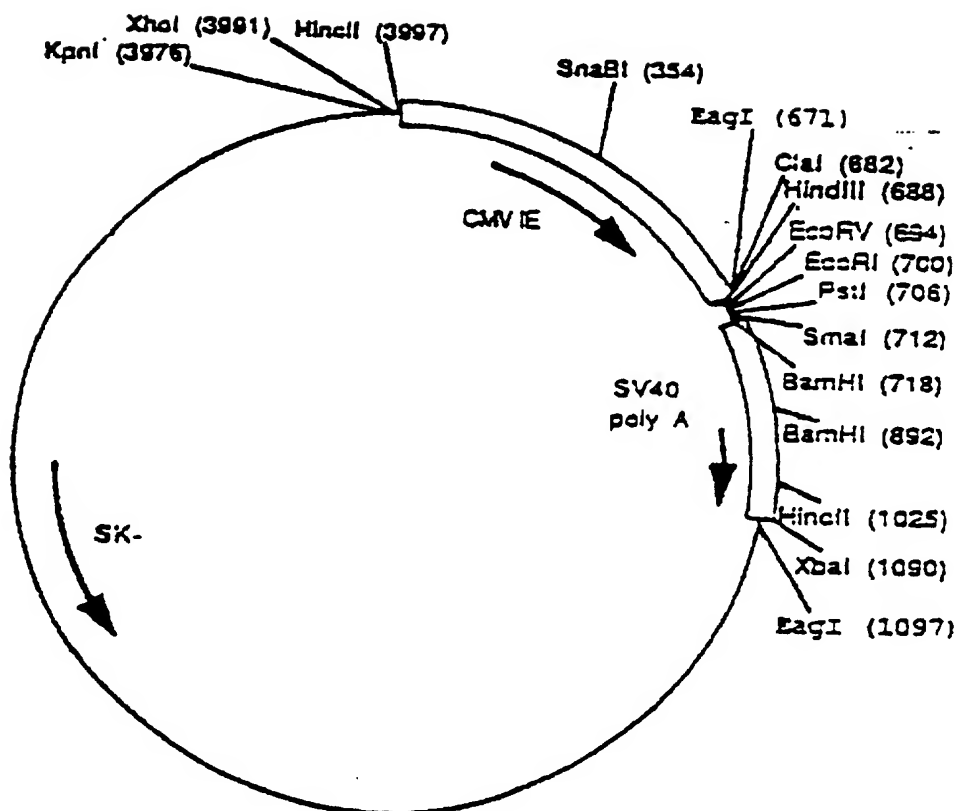 XhoI (3991)
HincII (3997)
KpnI (3976)
SnaBI (354)
EagI (671)
ClaI (682)
HindIII (688)
CMV IE
EcoRV (694)
EcoRI (700)
PstI (706)
SmaI (712)
BamHI (718)
SV40
poly A
BamHI (892)
HincII (1025)
SK-
XbaI (1090)
EagI (1097)